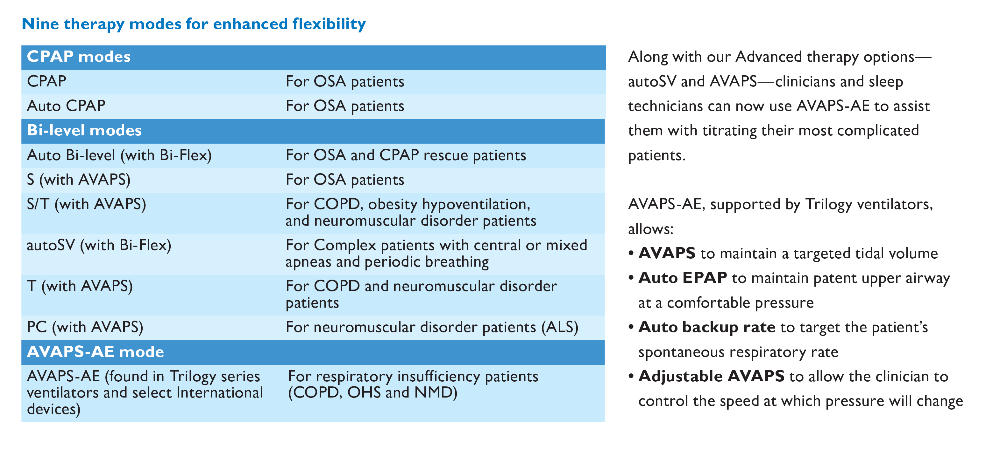 Nine therapy modes for enhanced flexibility
CPAP modes
CPAP For OSA patients
Auto CPAP For OSA patients
Bi-level modes
Auto Bi-level (with Bi-Flex) For OSA and CPAP rescue patients
S (with AVAPS) For OSA patients
S/T (with AVAPS) For COPD, obesity hypoventilation,
and neuromuscular disorder patients
autoSV (with Bi-Flex) For Complex patients with central or mixed
apneas and periodic breathing
T (with AVAPS) For COPD and neuromuscular disorder
patients
PC (with AVAPS) For neuromuscular disorder patients (ALS)
AVAPS-AE mode
AVAPS-AE (found in Trilogy series For respiratory insufficiency patients
ventilators and select International (COPD, OHS and NMD)
devices)
Along with our Advanced therapy options—
autoSV and AVAPS—clinicians and sleep
technicians can now use AVAPS-AE to assist
them with titrating their most complicated
patients.
AVAPS-AE, supported by Trilogy ventilators,
allows:
• AVAPS to maintain a targeted tidal volume
• Auto EPAP to maintain patent upper airway
at a comfortable pressure
• Auto backup rate to target the patient’s
spontaneous respiratory rate
• Adjustable AVAPS to allow the clinician to
control the speed at which pressure will change